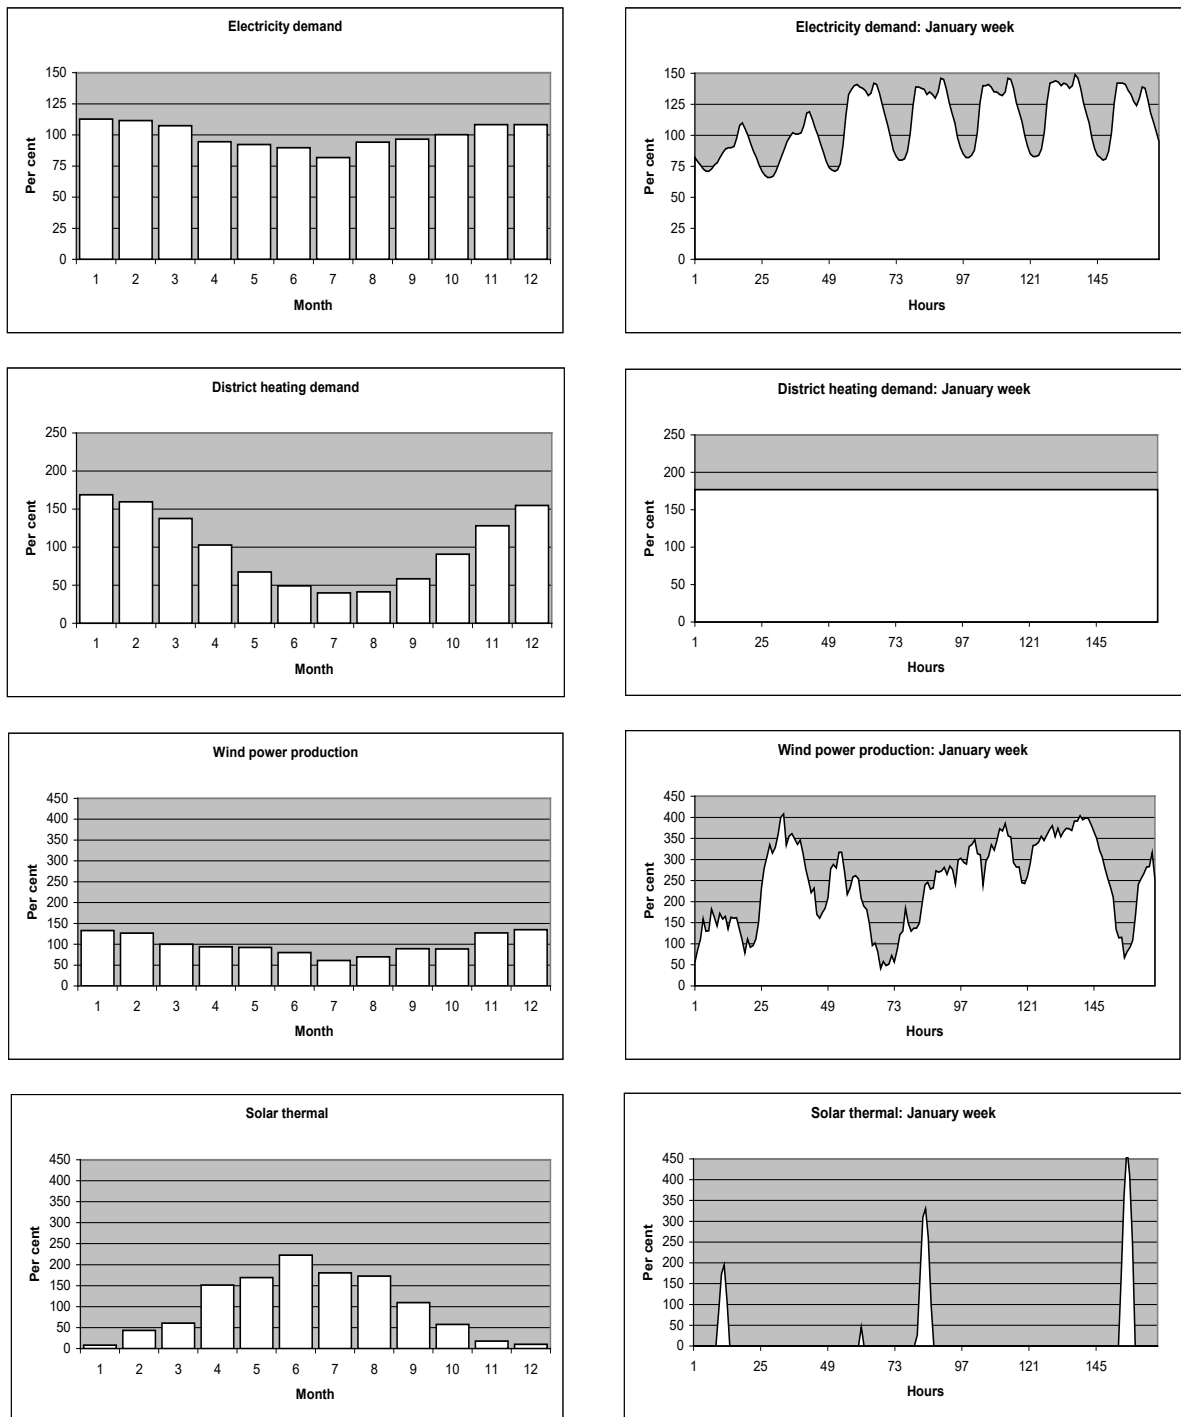 Electricity demand
150
125
100
75
50
25
0
Per cent
1 2 3 4 5 6 7 8 9 10 11 12
Month
Electricity demand: January week
150
125
100
75
50
25
0
Per cent
1 25 49 73 97 121 145
Hours
District heating demand
250
200
150
100
50
0
Per cent
1 2 3 4 5 6 7 8 9 10 11 12
Month
District heating demand: January week
250
200
150
100
50
0
Per cent
1 25 49 73 97 121 145
Hours
Wind power production
450
400
350
300
250
200
150
100
50
0
Per cent
1 2 3 4 5 6 7 8 9 10 11 12
Month
Wind power production: January week
450
400
350
300
250
200
150
100
50
0
Per cent
1 25 49 73 97 121 145
Hours
Solar thermal
450
400
350
300
250
200
150
100
50
0
Per cent
1 2 3 4 5 6 7 8 9 10 11 12
Month
Solar thermal: January week
450
400
350
300
250
200
150
100
50
0
Per cent
1 25 49 73 97 121 145
Hours